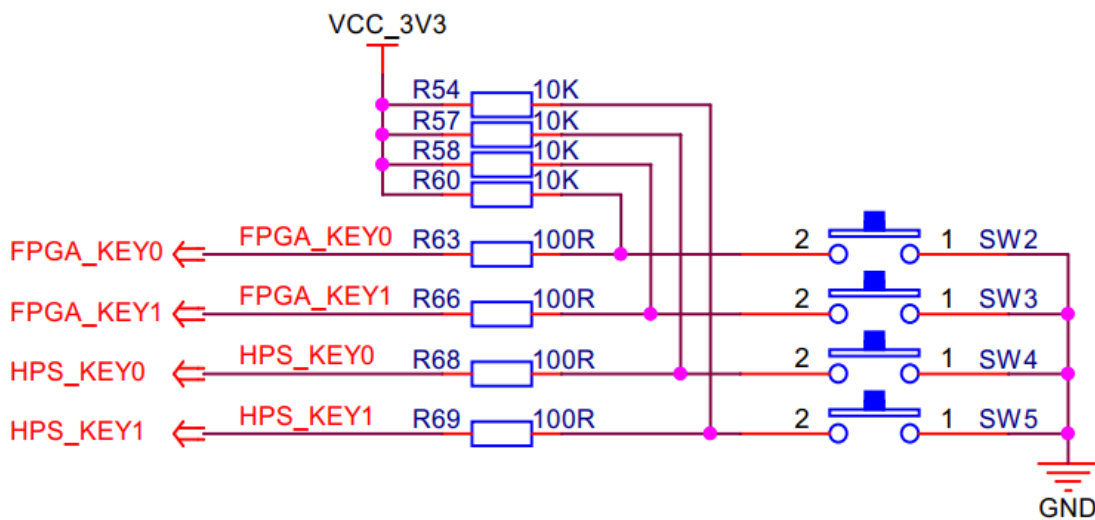 VCC_3V3
R54 10K
R57 10K
R58 10K
R60 10K
FPGA_KEY0 FPGA_KEY0 R63 100R 2 1 SW2
FPGA_KEY1 FPGA_KEY1 R66 100R 2 1 SW3
HPS_KEY0 HPS_KEY0 R68 100R 2 1 SW4
HPS_KEY1 HPS_KEY1 R69 100R 2 1 SW5
GND